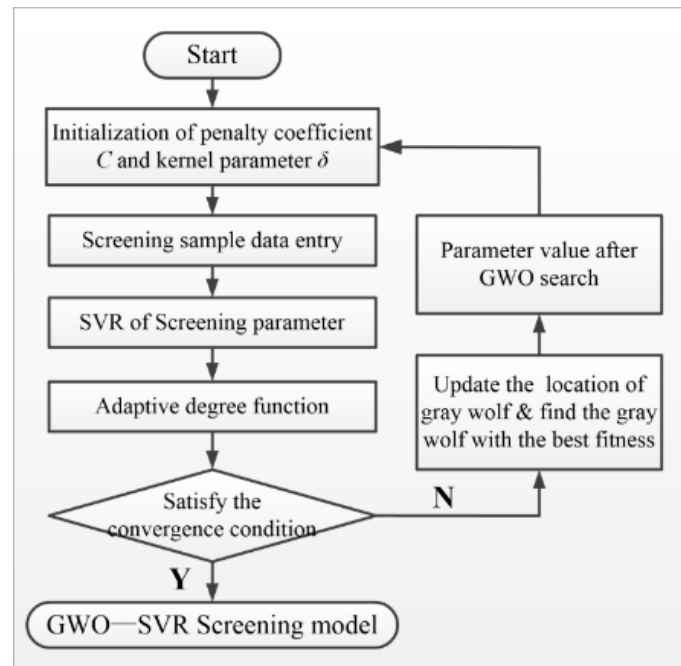 Start
Initialization of penalty coefficient
C and kernel parameter δ
Screening sample data entry
SVR of Screening parameter
Adaptive degree function
Satisfy the
convergence condition
N
Y
GWO—SVR Screening model
Update the location of
gray wolf & find the gray
wolf with the best fitness
Parameter value after
GWO search